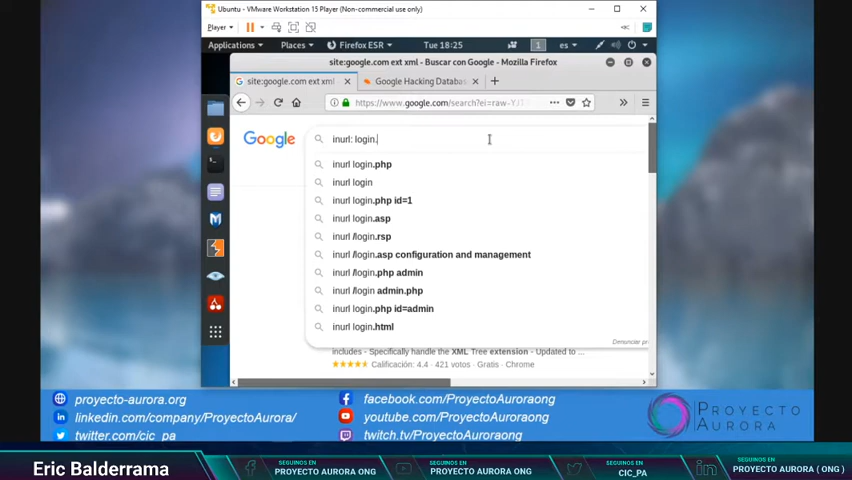 Ubuntu - VMware Workstation 15 Player (Non-commercial use only)
Player
Applications Places Firefox ESR Tue 18:25 1 es
site:google.com ext xml - Buscar con Google - Mozilla Firefox
site:google.com ext xml Google Hacking Databa
https://www.google.com/search?ei=raw-YJ
Google inurl: login.
inurl login.php
inurl login
inurl login.php id=1
inurl login.asp
inurl /login.rsp
inurl /login.asp configuration and management
inurl /login.php admin
inurl /login admin.php
inurl login.php id=admin
inurl login.html
Denunciar pr
includes - Specifically handle the XML Tree extension - Updated to ...
Calificación: 4.4 - 421 votos - Gratis - Chrome
proyecto-aurora.org
facebook.com/ProyectoAuroraong
linkedin.com/company/ProyectoAurora/
youtube.com/ProyectoAuroraong
twitter.com/cic_pa
twitch.tv/ProyectoAuroraong
PROYECTO
AURORA
Eric Balderrama
SEGUINOS EN
PROYECTO AURORA ONG
SEGUINOS EN
PROYECTO AURORA ONG
SEGUINOS EN
CIC_PA
SEGUINOS EN
PROYECTO AURORA ( ONG )